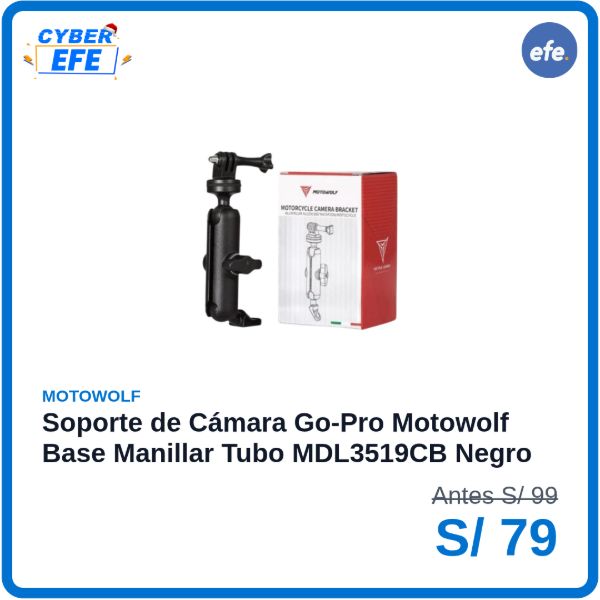 CYBER
EFE
efe.
MOTOWOLF
MOTORCYCLE CAMERA BRACKET
MOTOWOLF
Soporte de Cámara Go-Pro Motowolf
Base Manillar Tubo MDL3519CB Negro
Antes S/ 99
S/ 79